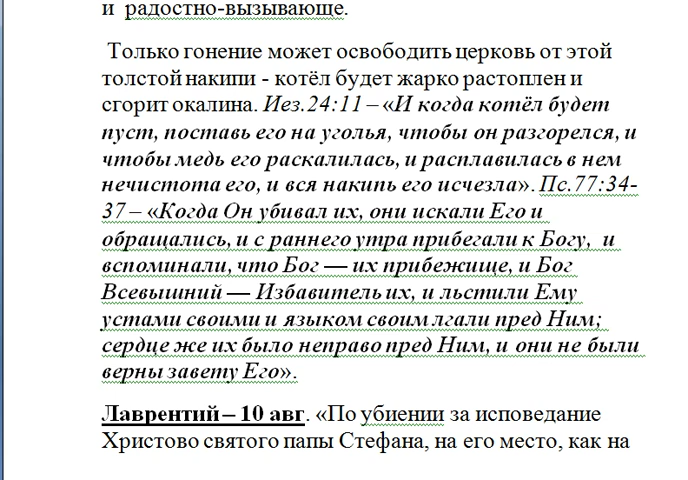 и радостно-вызывающе.
Только гонение может освободить церковь от этой
толстой накипи - котёл будет жарко растоплен и
сгорит окалина. Иез.24:11 – «И когда котёл будет
пуст, поставь его на уголья, чтобы он разгорелся, и
чтобы медь его раскалилась, и расплавилась в нем
нечистота его, и вся накипь его исчезла». Пс.77:34-
37 – «Когда Он убивал их, они искали Его и
обращались, и с раннего утра прибегали к Богу, и
вспоминали, что Бог — их прибежище, и Бог
Всевышний — Избавитель их, и льстили Ему
устами своими и языком своим лгали пред Ним;
сердце же их было неправо пред Ним, и они не были
верны завету Его».
Лаврентий – 10 авг. «По убиении за исповедание
Христово святого папы Стефана, на его место, как на